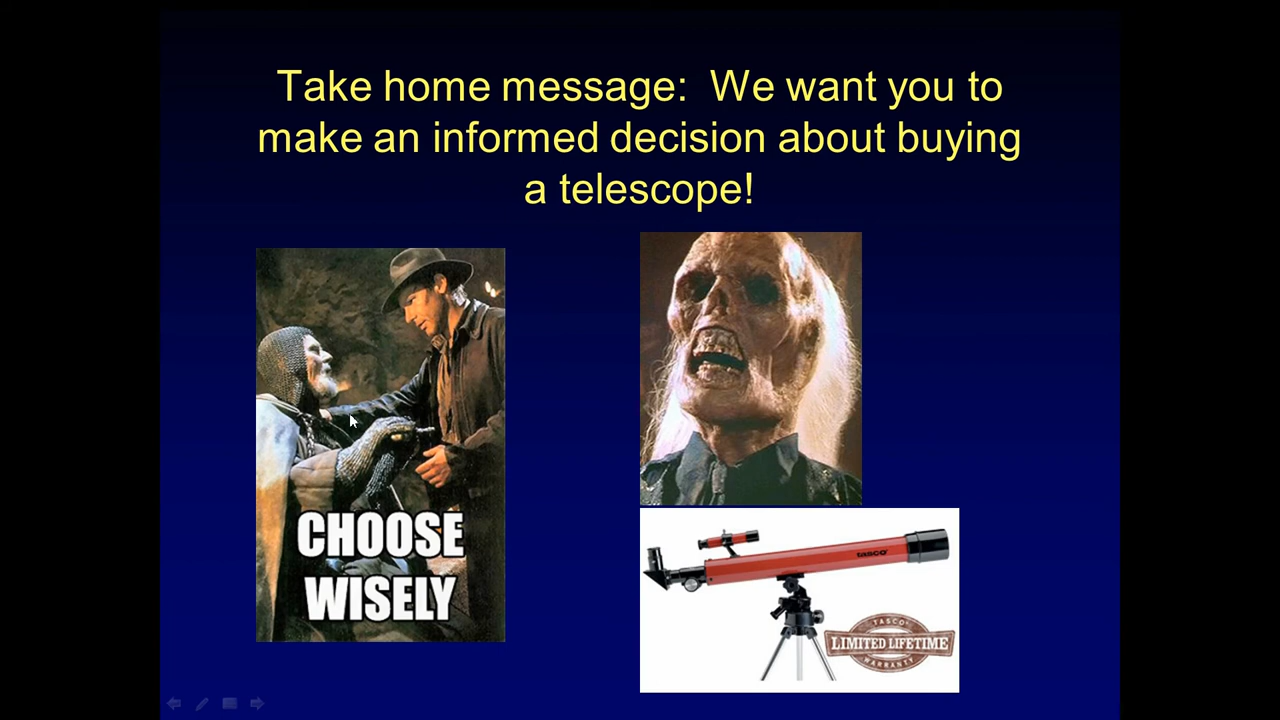 Take home message:  We want you to
make an informed decision about buying
a telescope!
CHOOSE
WISELY
TASCO
TASCO
LIMITED LIFETIME
WARRANTY